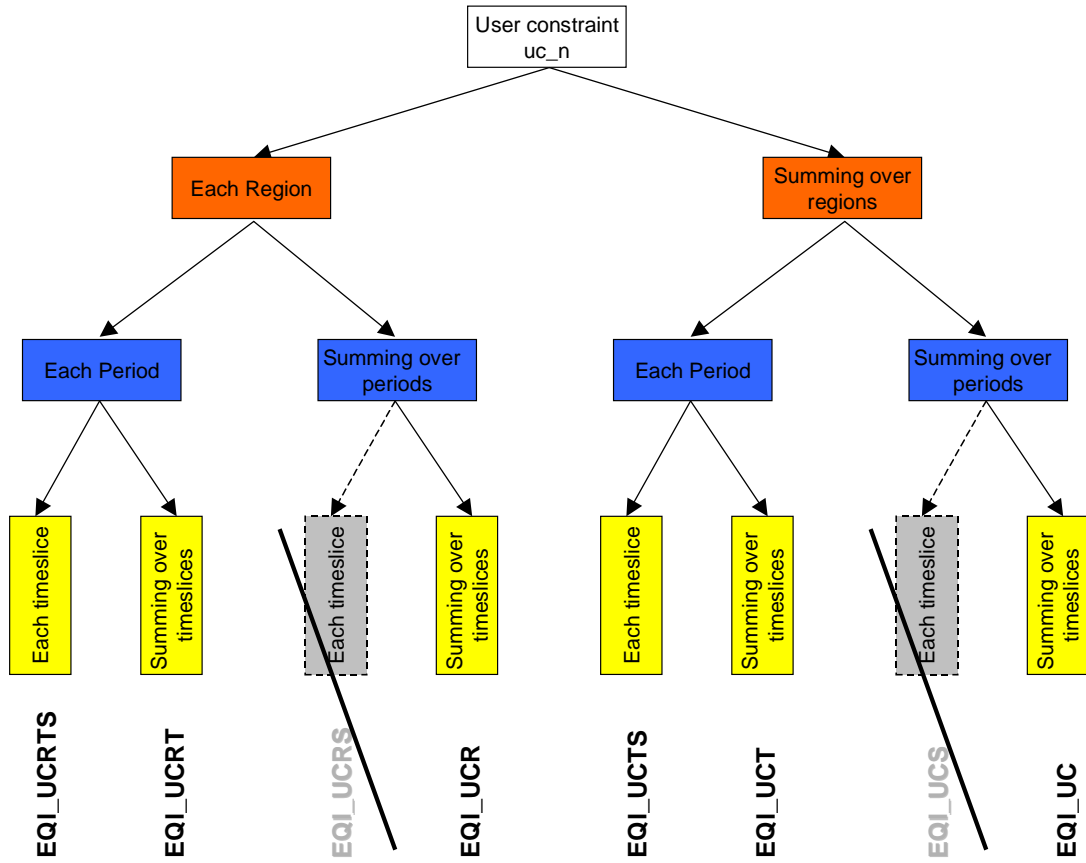 User constraint
uc_n
Each Region
Summing over
regions
Each Period
Summing over
periods
Each Period
Summing over
periods
Each timeslice
Summing over
timeslices
Each timeslice
Summing over
timeslices
Each timeslice
Summing over
timeslices
Each timeslice
Summing over
timeslices
EQI_UCRTS
EQI_UCRT
EQI_UCRS
EQI_UCR
EQI_UCTS
EQI_UCT
EQI_UCS
EQI_UC